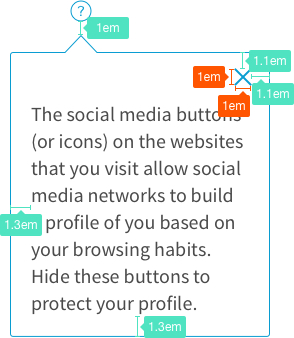 ?
1em
1.1em
1em
1.1em
1em
The social media buttons
(or icons) on the websites
that you visit allow social
media networks to build
profile of you based on
1.3em
your browsing habits.
Hide these buttons to
protect your profile.
1.3em